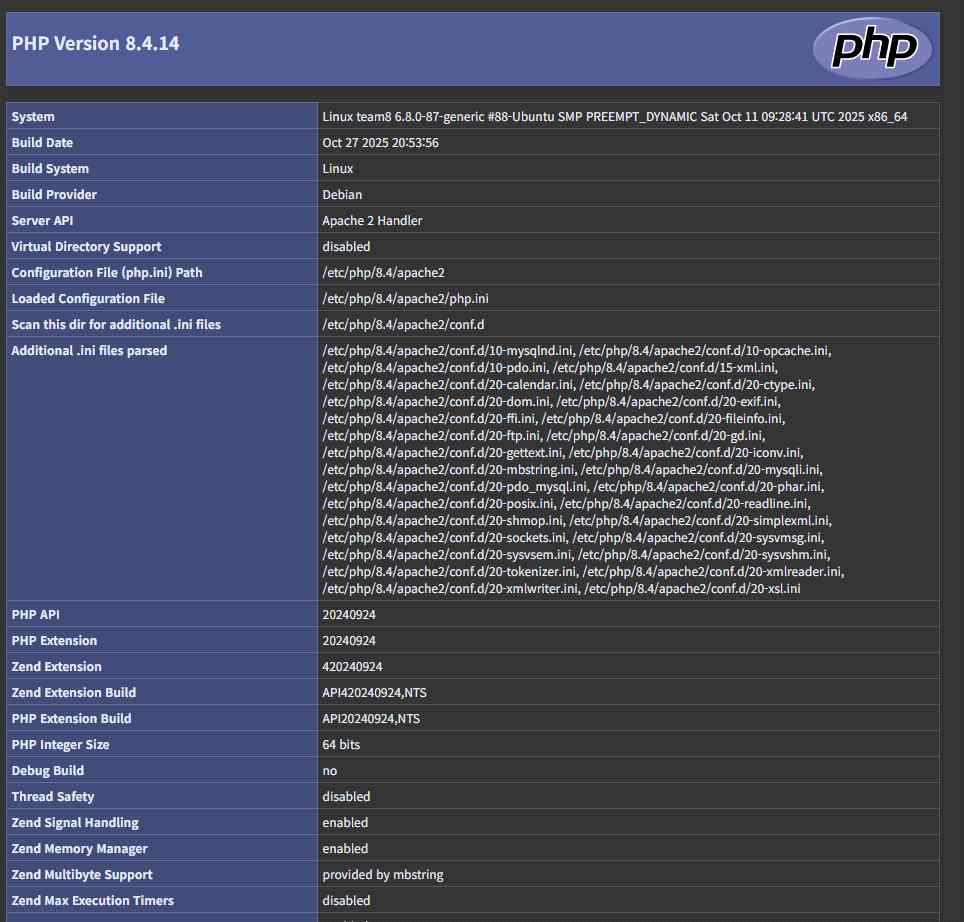 PHP Version 8.4.14
php
System Linux team8 6.8.0-87-generic #88-Ubuntu SMP PREEMPT_DYNAMIC Sat Oct 11 09:28:41 UTC 2025 x86_64
Build Date Oct 27 2025 20:53:56
Build System Linux
Build Provider Debian
Server API Apache 2 Handler
Virtual Directory Support disabled
Configuration File (php.ini) Path /etc/php/8.4/apache2
Loaded Configuration File /etc/php/8.4/apache2/php.ini
Scan this dir for additional .ini files /etc/php/8.4/apache2/conf.d
Additional .ini files parsed /etc/php/8.4/apache2/conf.d/10-mysqlnd.ini, /etc/php/8.4/apache2/conf.d/10-opcache.ini,
/etc/php/8.4/apache2/conf.d/10-pdo.ini, /etc/php/8.4/apache2/conf.d/15-xml.ini,
/etc/php/8.4/apache2/conf.d/20-calendar.ini, /etc/php/8.4/apache2/conf.d/20-ctype.ini,
/etc/php/8.4/apache2/conf.d/20-dom.ini, /etc/php/8.4/apache2/conf.d/20-exif.ini,
/etc/php/8.4/apache2/conf.d/20-ffi.ini, /etc/php/8.4/apache2/conf.d/20-fileinfo.ini,
/etc/php/8.4/apache2/conf.d/20-ftp.ini, /etc/php/8.4/apache2/conf.d/20-gd.ini,
/etc/php/8.4/apache2/conf.d/20-gettext.ini, /etc/php/8.4/apache2/conf.d/20-iconv.ini,
/etc/php/8.4/apache2/conf.d/20-mbstring.ini, /etc/php/8.4/apache2/conf.d/20-mysqli.ini,
/etc/php/8.4/apache2/conf.d/20-pdo_mysql.ini, /etc/php/8.4/apache2/conf.d/20-phar.ini,
/etc/php/8.4/apache2/conf.d/20-posix.ini, /etc/php/8.4/apache2/conf.d/20-readline.ini,
/etc/php/8.4/apache2/conf.d/20-shmop.ini, /etc/php/8.4/apache2/conf.d/20-simplexml.ini,
/etc/php/8.4/apache2/conf.d/20-sockets.ini, /etc/php/8.4/apache2/conf.d/20-sysvmsg.ini,
/etc/php/8.4/apache2/conf.d/20-sysvsem.ini, /etc/php/8.4/apache2/conf.d/20-sysvshm.ini,
/etc/php/8.4/apache2/conf.d/20-tokenizer.ini, /etc/php/8.4/apache2/conf.d/20-xmlreader.ini,
/etc/php/8.4/apache2/conf.d/20-xmlwriter.ini, /etc/php/8.4/apache2/conf.d/20-xsl.ini
PHP API 20240924
PHP Extension 20240924
Zend Extension 420240924
Zend Extension Build API420240924,NTS
PHP Extension Build API20240924,NTS
PHP Integer Size 64 bits
Debug Build no
Thread Safety disabled
Zend Signal Handling enabled
Zend Memory Manager enabled
Zend Multibyte Support provided by mbstring
Zend Max Execution Timers disabled